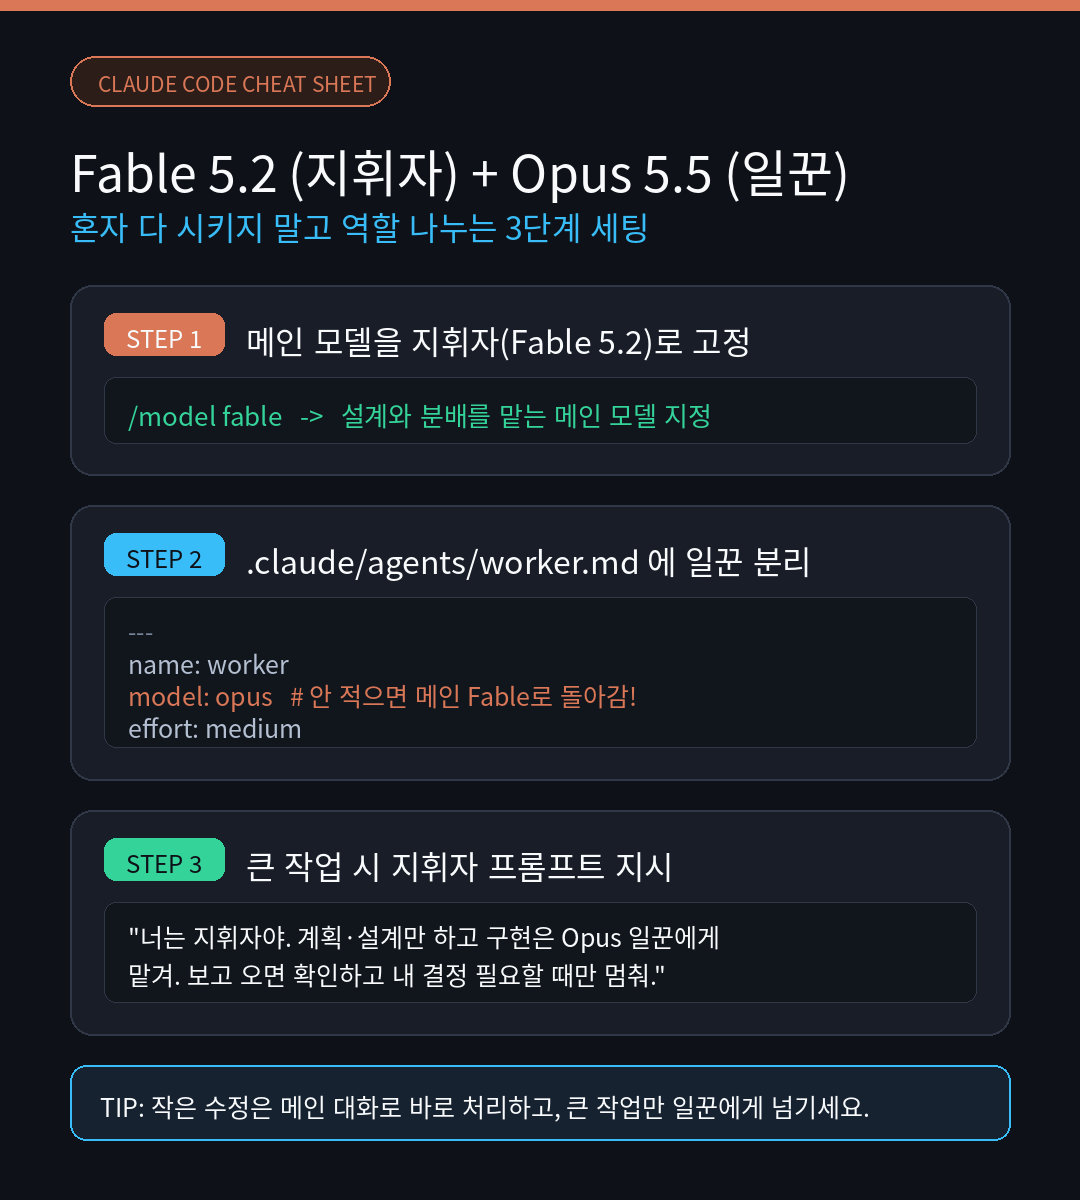 CLAUDE CODE CHEAT SHEET
Fable 5.2 (지휘자) + Opus 5.5 (일꾼)
혼자 다 시키지 말고 역할 나누는 3단계 세팅
STEP 1 메인 모델을 지휘자(Fable 5.2)로 고정
/model fable -> 설계와 분배를 맡는 메인 모델 지정
STEP 2 .claude/agents/worker.md 에 일꾼 분리
---
name: worker
model: opus # 안 적으면 메인 Fable로 돌아감!
effort: medium
STEP 3 큰 작업 시 지휘자 프롬프트 지시
"너는 지휘자야. 계획·설계만 하고 구현은 Opus 일꾼에게
맡겨. 보고 오면 확인하고 내 결정 필요할 때만 멈춰."
TIP: 작은 수정은 메인 대화로 바로 처리하고, 큰 작업만 일꾼에게 넘기세요.